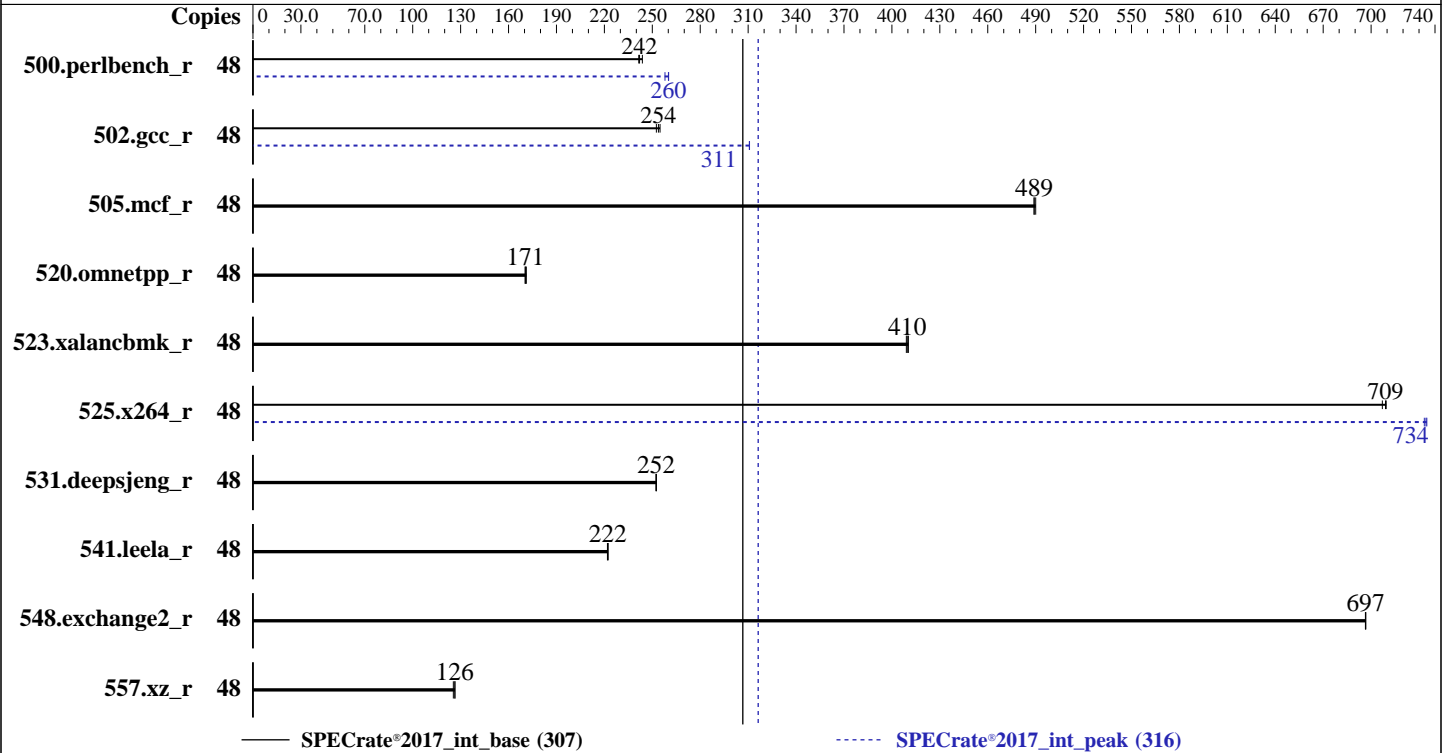 Copies 0 30.0 70.0 100 130 160 190 220 250 280 310 340 370 400 430 460 490 520 550 580 610 640 670 700 740
242
500.perlbench_r 48
260
254
502.gcc_r 48
311
489
505.mcf_r 48
171
520.omnetpp_r 48
410
523.xalancbmk_r 48
709
525.x264_r 48
734
252
531.deepsjeng_r 48
222
541.leela_r 48
697
548.exchange2_r 48
126
557.xz_r 48
SPECrate®2017_int_base (307) SPECrate®2017_int_peak (316)